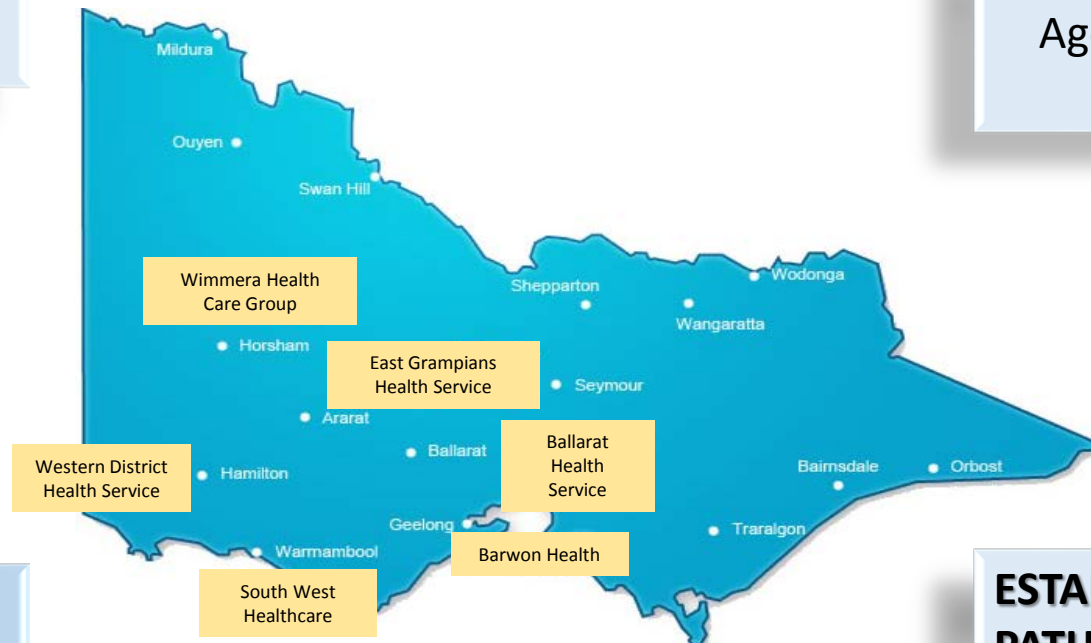 Ag
Mildura
Ouyen
Swan Hill
Wimmera Health
Care Group
Shepparton
Wodonga
Wangaratta
Horsham
East Grampians
Health Service
Seymour
Ararat
Ballarat
Ballarat
Health
Service
Western District
Health Service
Hamilton
Bairnsdale
Orbost
Geelong
Traralgon
Warrnambool
Barwon Health
South West
Healthcare
ESTA